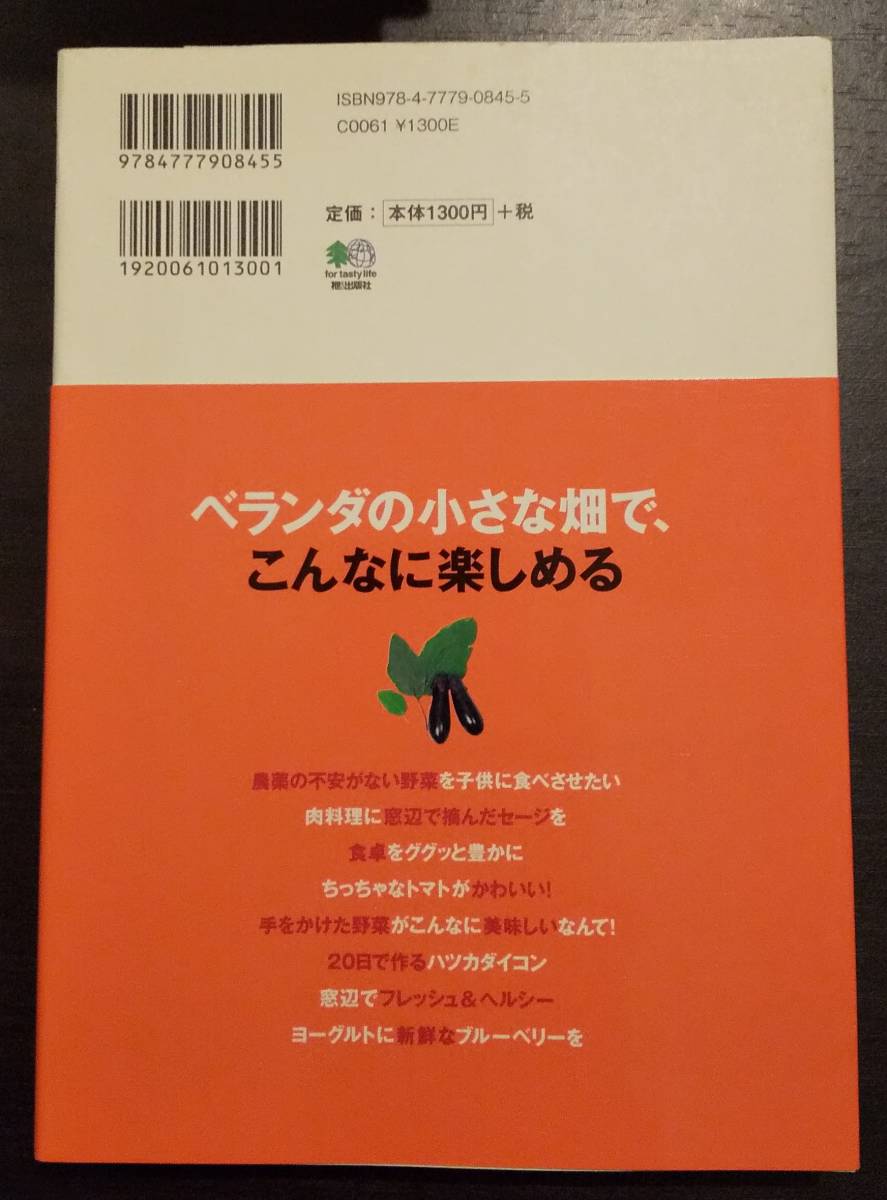 ISBN978-4-7779-0845-5
C0061 ¥1300E
9784777908455
定価：本体1300円＋税
1920061013001
for tasty life
枻出版社
ベランダの小さな畑で、
こんなに楽しめる
農薬の不安がない野菜を子供に食べさせたい
肉料理に窓辺で摘んだセージを
食卓をググッと豊かに
ちっちゃなトマトがかわいい！
手をかけた野菜がこんなに美味しいなんて！
20日で作るハツカダイコン
窓辺でフレッシュ＆ヘルシー
ヨーグルトに新鮮なブルーベリーを